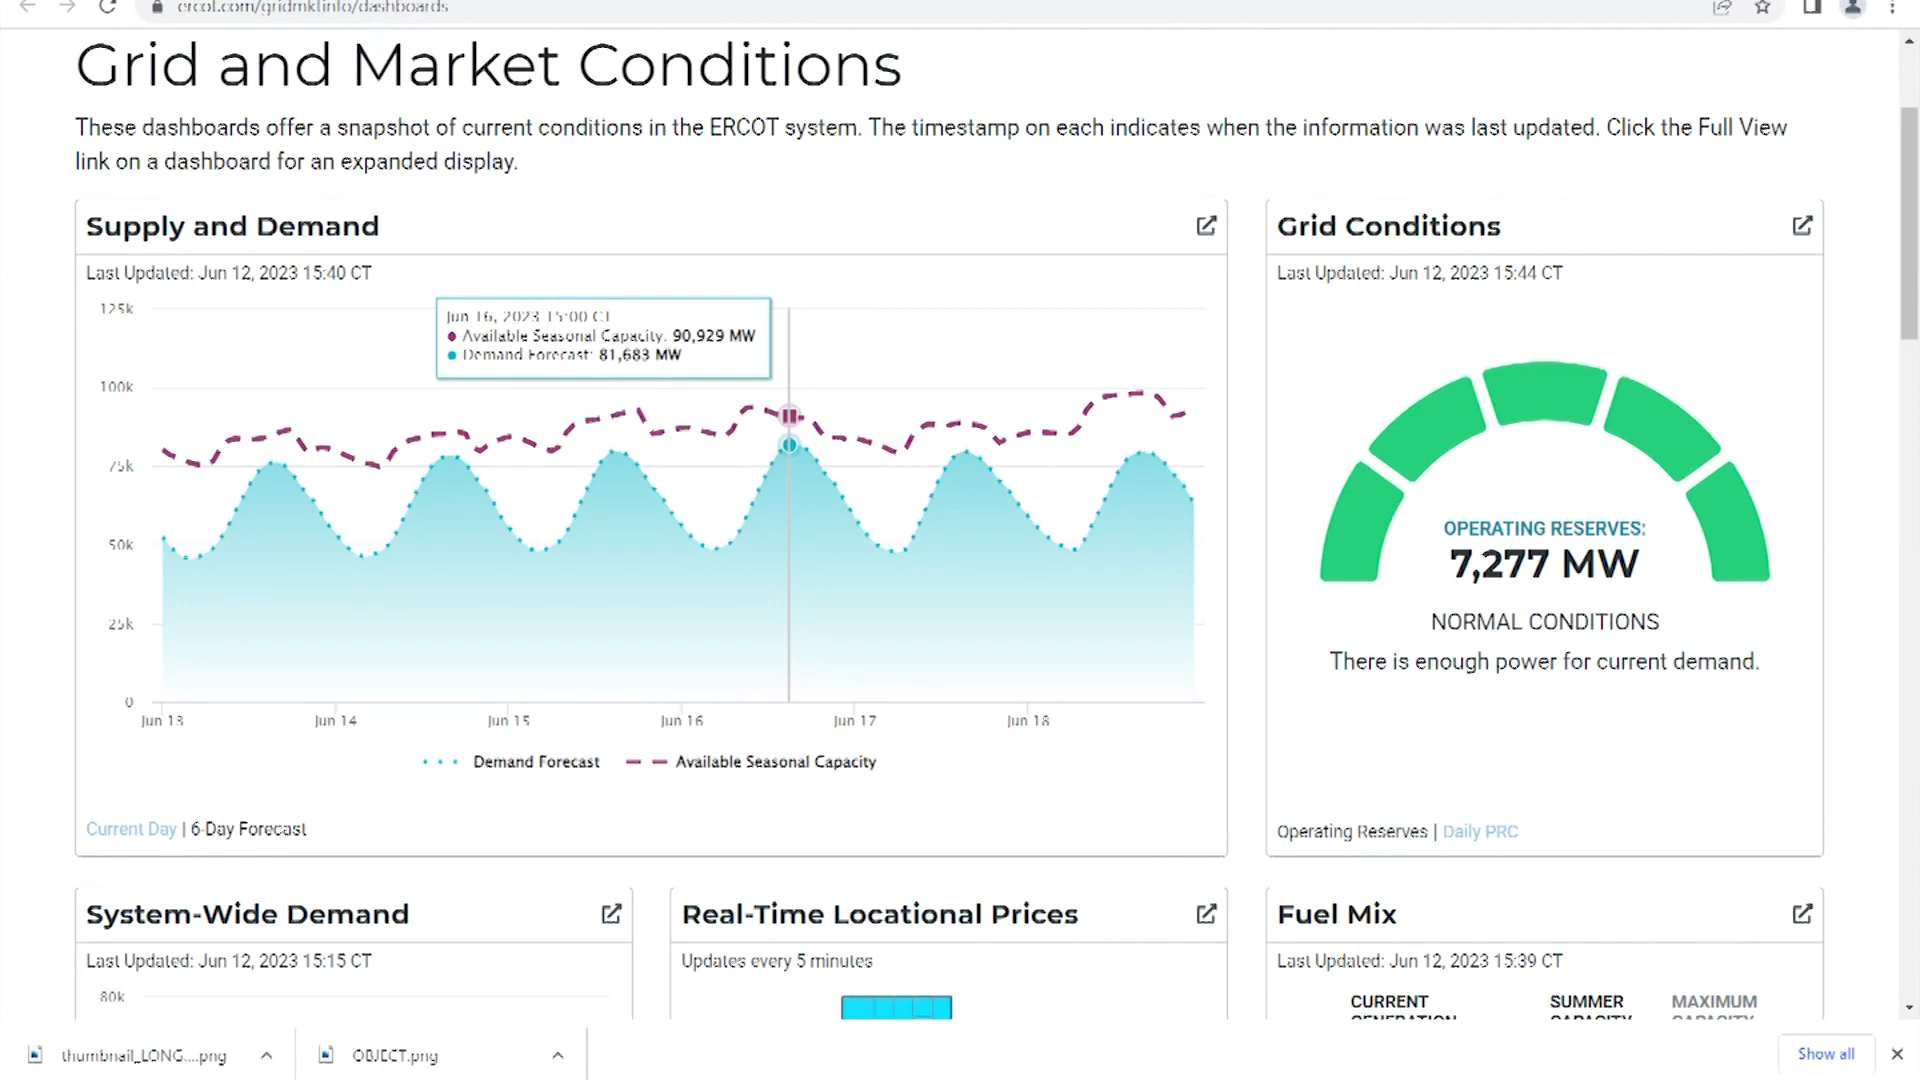 ercot.com/gridmktinfo/dashboards
Grid and Market Conditions
These dashboards offer a snapshot of current conditions in the ERCOT system. The timestamp on each indicates when the information was last updated. Click the Full View
link on a dashboard for an expanded display.
Supply and Demand
Last Updated: Jun 12, 2023 15:40 CT
125k
100k
75k
50k
25k
0
Jun 16, 2023 15:00 CT
Available Seasonal Capacity: 90,929 MW
Demand Forecast: 81,683 MW
Jun 13
Jun 14
Jun 15
Jun 16
Jun 17
Jun 18
Demand Forecast
Available Seasonal Capacity
Current Day | 6-Day Forecast
Grid Conditions
Last Updated: Jun 12, 2023 15:44 CT
OPERATING RESERVES:
7,277 MW
NORMAL CONDITIONS
There is enough power for current demand.
Operating Reserves | Daily PRC
System-Wide Demand
Last Updated: Jun 12, 2023 15:15 CT
80k
Real-Time Locational Prices
Updates every 5 minutes
Fuel Mix
Last Updated: Jun 12, 2023 15:39 CT
CURRENT GENERATION
SUMMER CAPACITY
MAXIMUM CAPACITY
thumbnail_LONG....png
OBJECT.png
Show all